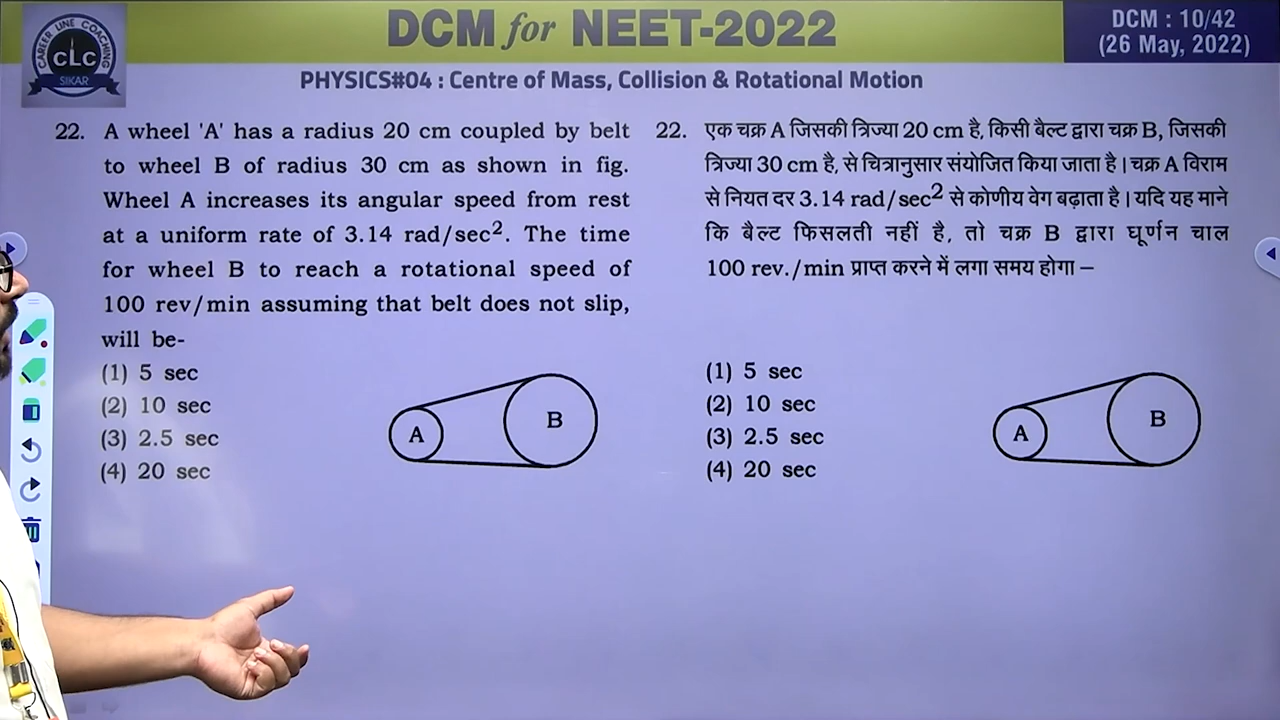 DCM for NEET-2022
DCM : 10/42
(26 May, 2022)
CAREER LINE COACHING
CLC
SIKAR
PHYSICS#04 : Centre of Mass, Collision & Rotational Motion
22. A wheel 'A' has a radius 20 cm coupled by belt
to wheel B of radius 30 cm as shown in fig.
Wheel A increases its angular speed from rest
at a uniform rate of 3.14 rad/sec². The time
for wheel B to reach a rotational speed of
100 rev/min assuming that belt does not slip,
will be-
(1) 5 sec
(2) 10 sec
(3) 2.5 sec
(4) 20 sec
A
B
22. एक चक्र A जिसकी त्रिज्या 20 cm है, किसी बैल्ट द्वारा चक्र B, जिसकी
त्रिज्या 30 cm है, से चित्रानुसार संयोजित किया जाता है। चक्र A विराम
से नियत दर 3.14 rad/sec² से कोणीय वेग बढ़ाता है। यदि यह माने
कि बैल्ट फिसलती नहीं है, तो चक्र B द्वारा घूर्णन चाल
100 rev./min प्राप्त करने में लगा समय होगा –
(1) 5 sec
(2) 10 sec
(3) 2.5 sec
(4) 20 sec
A
B